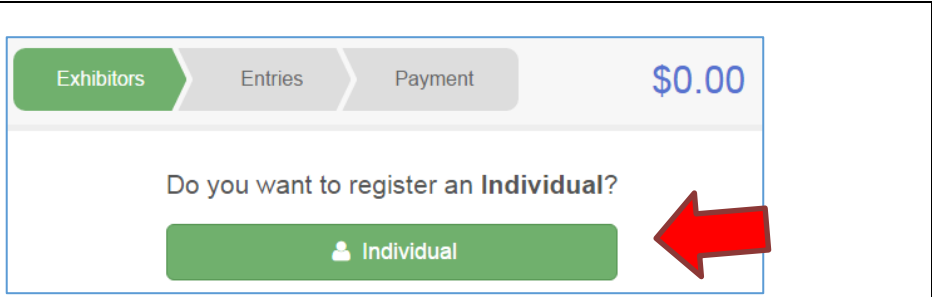 Exhibitors Entries Payment $0.00
Do you want to register an Individual?
Individual